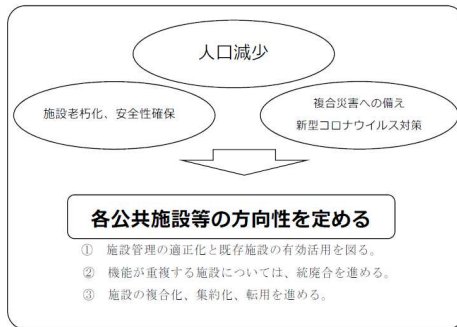 人口減少
施設老朽化、安全性確保
複合災害への備え
新型コロナウイルス対策
各公共施設等の方向性を定める
① 施設管理の適正化と既存施設の有効活用を図る。
② 機能が重複する施設については、統廃合を進める。
③ 施設の複合化、集約化、転用を進める。